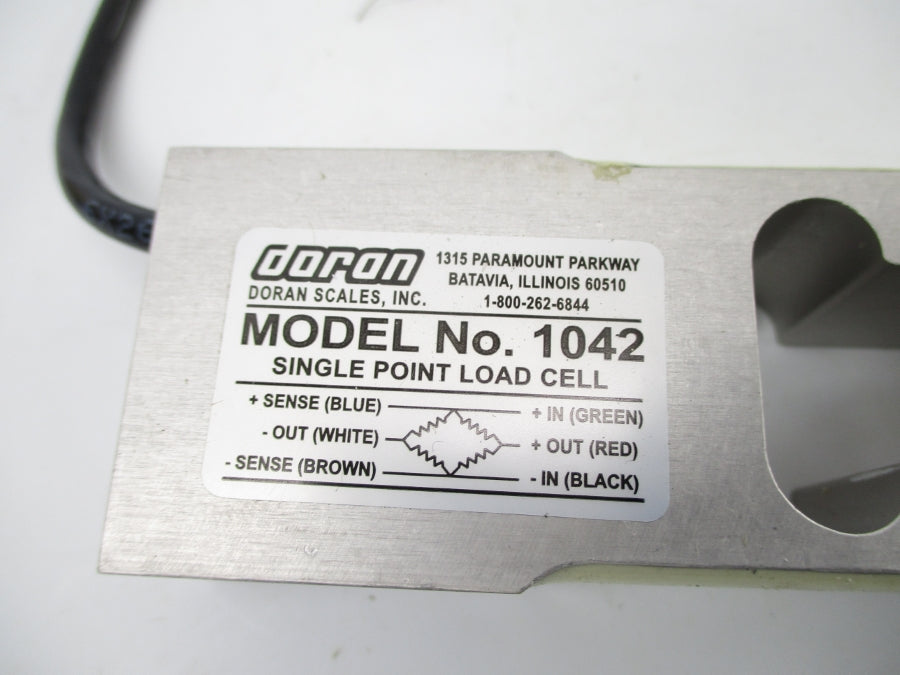 doran
DORAN SCALES, INC.
1315 PARAMOUNT PARKWAY
BATAVIA, ILLINOIS 60510
1-800-262-6844
MODEL No. 1042
SINGLE POINT LOAD CELL
+ SENSE (BLUE) + IN (GREEN)
- OUT (WHITE) + OUT (RED)
- SENSE (BROWN) - IN (BLACK)